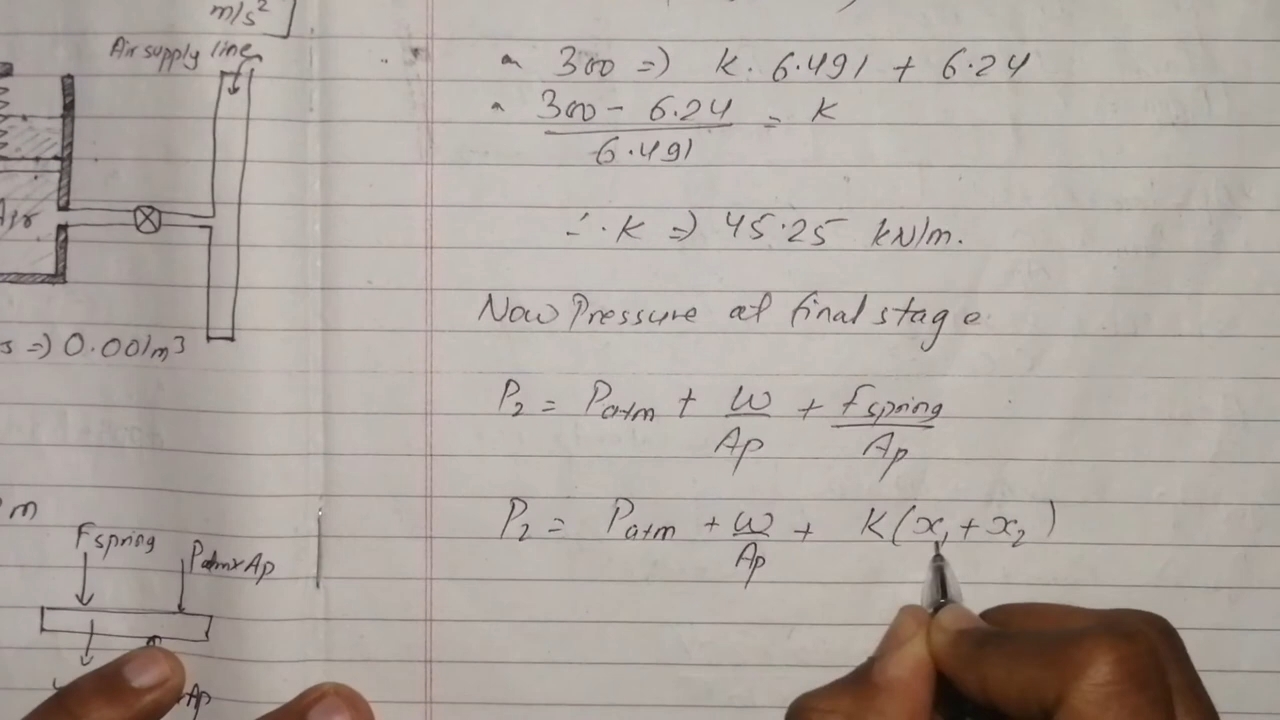 m/s²
Air supply line
Air
s => 0.001m³
m
Fspring
Patm×Ap
Ap
300 => K. 6.491 + 6.24
300 - 6.24 = K
6.491
∴ K => 45.25 kN/m.
Now Pressure at final stage
P₂ = Patm + W + Fspring
Ap Ap
P₂ = Patm + W + K(x₁ + x₂)
Ap